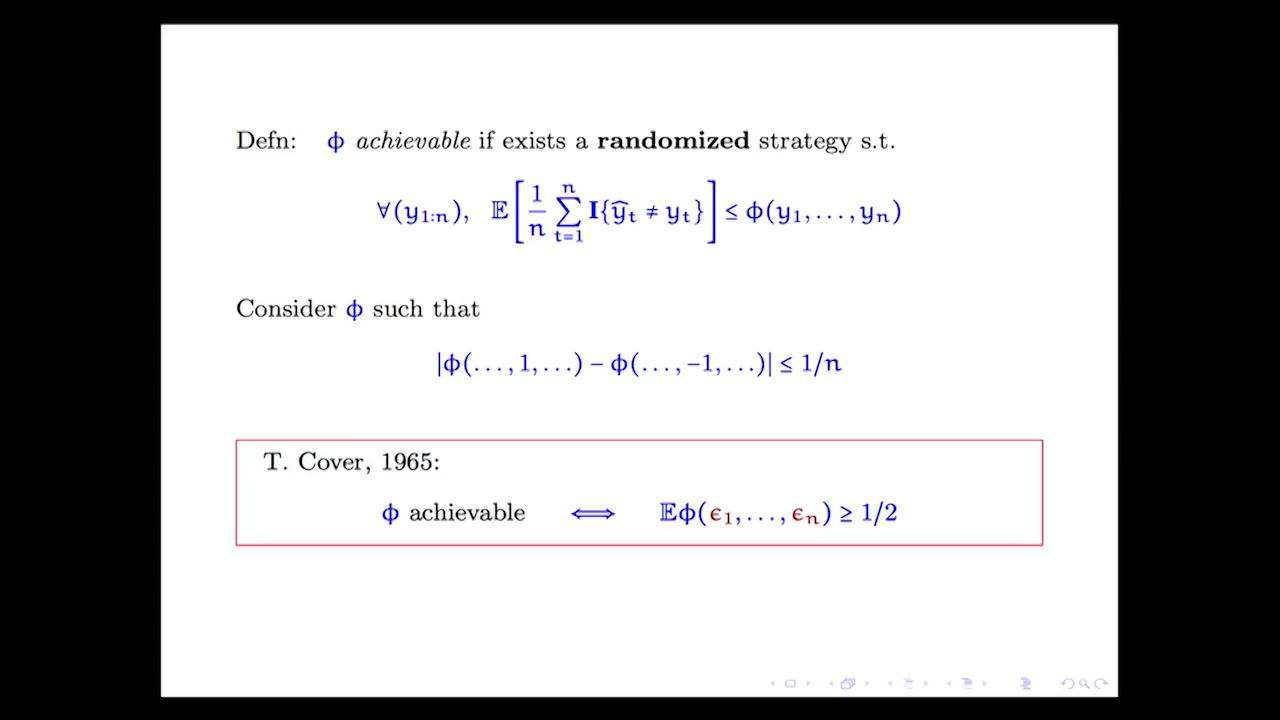 Defn: ϕ achievable if exists a randomized strategy s.t.
∀(y₁:ₙ), 𝔼[1/n ∑ₜ₌₁ⁿ I{ŷₜ ≠ yₜ}] ≤ ϕ(y₁,...,yₙ)
Consider ϕ such that
|ϕ(...,1,...) − ϕ(...,−1,...)| ≤ 1/n
T. Cover, 1965:
ϕ achievable ⟺ 𝔼ϕ(ϵ₁,...,ϵₙ) ≥ 1/2